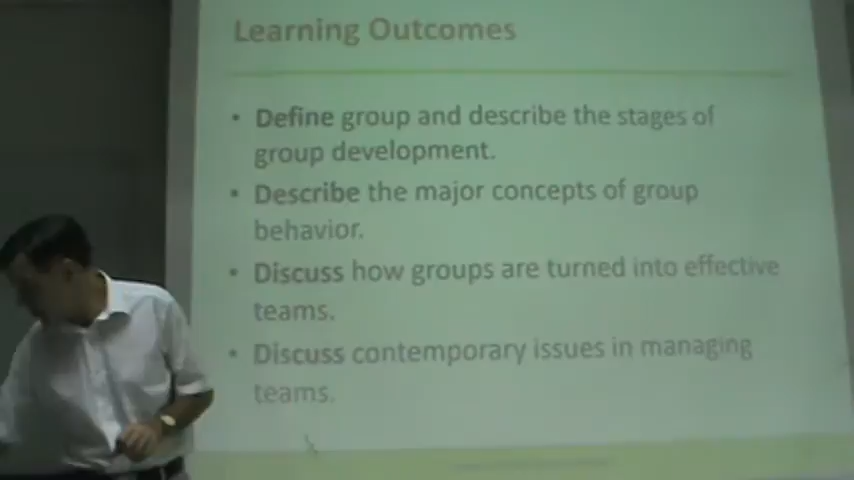 Learning Outcomes
• Define group and describe the stages of
group development.
• Describe the major concepts of group
behavior.
• Discuss how groups are turned into effective
teams.
• Discuss contemporary issues in managing
teams.